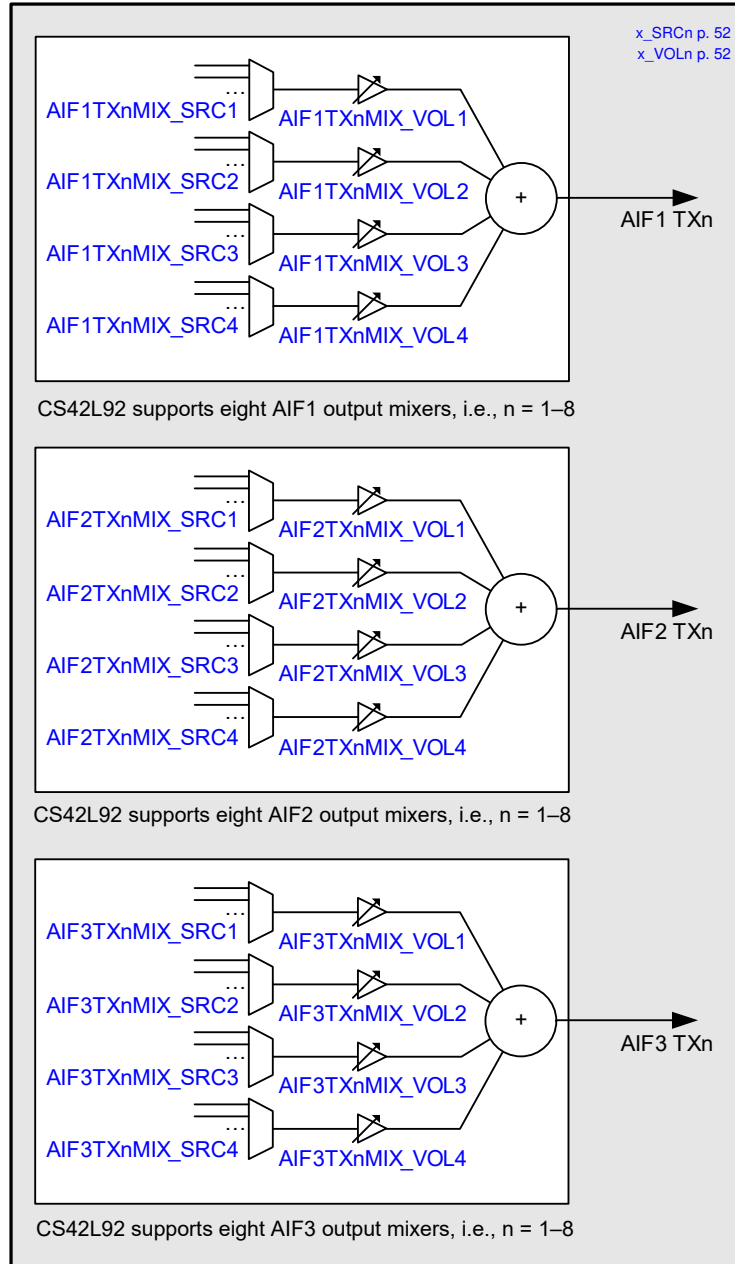 x_SRCn p. 52
x_VOLn p. 52
...
AIF1TXnMIX_SRC1
AIF1TXnMIX_VOL1
...
AIF1TXnMIX_SRC2
AIF1TXnMIX_VOL2
+
AIF1 TXn
...
AIF1TXnMIX_SRC3
AIF1TXnMIX_VOL3
...
AIF1TXnMIX_SRC4
AIF1TXnMIX_VOL4
CS42L92 supports eight AIF1 output mixers, i.e., n = 1–8
...
AIF2TXnMIX_SRC1
AIF2TXnMIX_VOL1
...
AIF2TXnMIX_SRC2
AIF2TXnMIX_VOL2
+
AIF2 TXn
...
AIF2TXnMIX_SRC3
AIF2TXnMIX_VOL3
...
AIF2TXnMIX_SRC4
AIF2TXnMIX_VOL4
CS42L92 supports eight AIF2 output mixers, i.e., n = 1–8
...
AIF3TXnMIX_SRC1
AIF3TXnMIX_VOL1
...
AIF3TXnMIX_SRC2
AIF3TXnMIX_VOL2
+
AIF3 TXn
...
AIF3TXnMIX_SRC3
AIF3TXnMIX_VOL3
...
AIF3TXnMIX_SRC4
AIF3TXnMIX_VOL4
CS42L92 supports eight AIF3 output mixers, i.e., n = 1–8